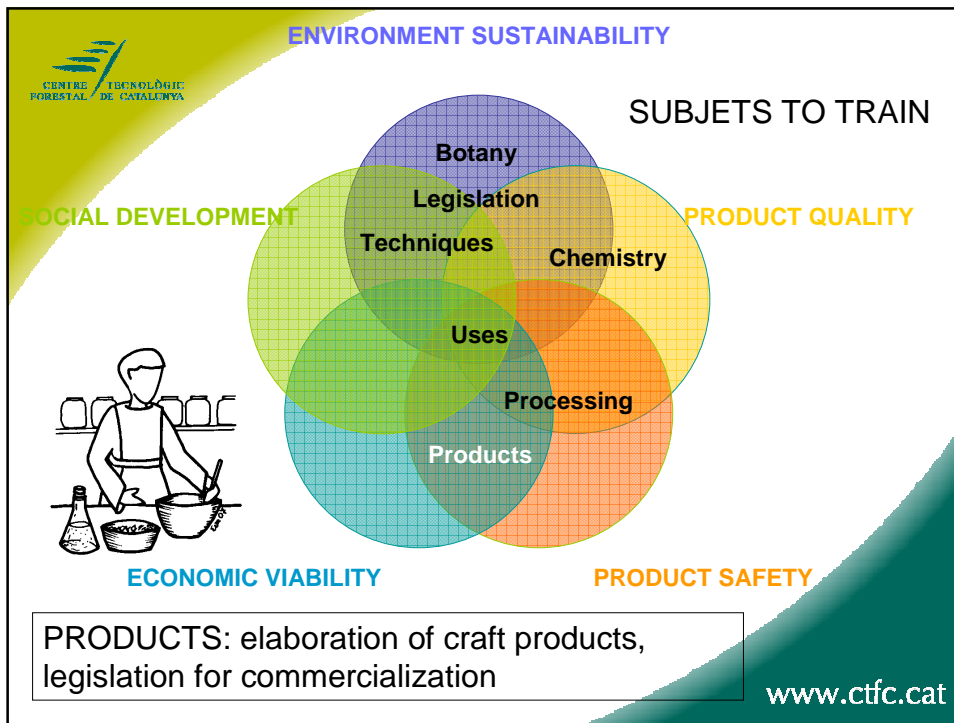 ENVIRONMENT SUSTAINABILITY
CENTRE TECNOLÒGIC
FORESTAL DE CATALUNYA
SUBJETS TO TRAIN
Botany
Legislation
SOCIAL DEVELOPMENT
PRODUCT QUALITY
Techniques
Chemistry
Uses
Processing
Products
ECONOMIC VIABILITY
PRODUCT SAFETY
PRODUCTS: elaboration of craft products,
legislation for commercialization
www.ctfc.cat